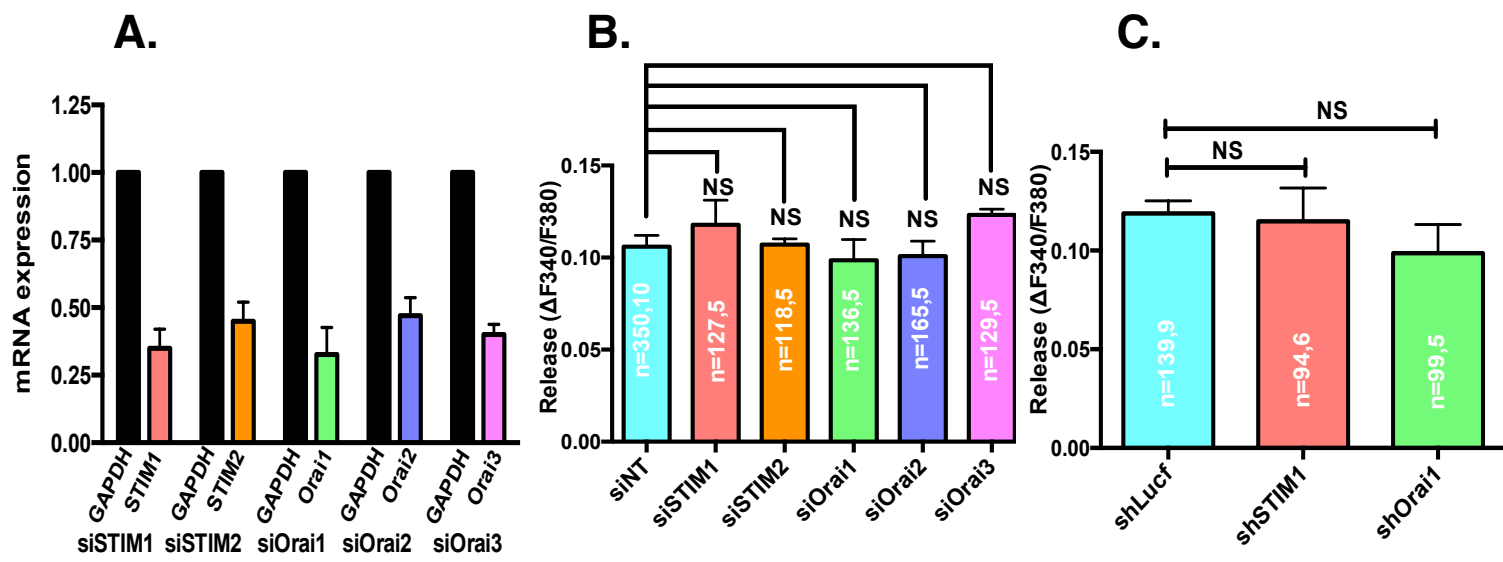 A.
mRNA expression
1.25
1.00
0.75
0.50
0.25
0.00
GAPDH STIM1 GAPDH STIM2 GAPDH Orai1 GAPDH Orai2 GAPDH Orai3
siSTIM1 siSTIM2 siOrai1 siOrai2 siOrai3
B.
Release (ΔF340/F380)
0.15
0.10
0.05
0.00
NS NS NS NS NS
n=350,10 n=127,5 n=118,5 n=136,5 n=165,5 n=129,5
siNT siSTIM1 siSTIM2 siOrai1 siOrai2 siOrai3
C.
Release (ΔF340/F380)
0.15
0.10
0.05
0.00
NS
NS
n=139,9 n=94,6 n=99,5
shLucf shSTIM1 shOrai1